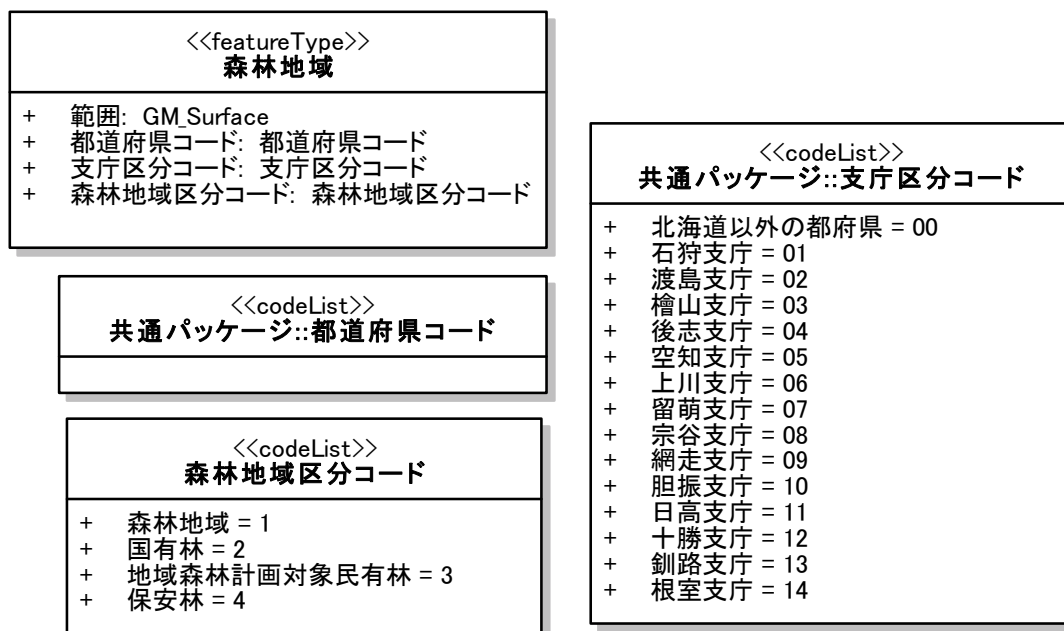 <<featureType>>
森林地域
+ 範囲: GM_Surface
+ 都道府県コード: 都道府県コード
+ 支庁区分コード: 支庁区分コード
+ 森林地域区分コード: 森林地域区分コード
<<codeList>>
共通パッケージ::都道府県コード
<<codeList>>
森林地域区分コード
+ 森林地域 = 1
+ 国有林 = 2
+ 地域森林計画対象民有林 = 3
+ 保安林 = 4
<<codeList>>
共通パッケージ::支庁区分コード
+ 北海道以外の都府県 = 00
+ 石狩支庁 = 01
+ 渡島支庁 = 02
+ 檜山支庁 = 03
+ 後志支庁 = 04
+ 空知支庁 = 05
+ 上川支庁 = 06
+ 留萌支庁 = 07
+ 宗谷支庁 = 08
+ 網走支庁 = 09
+ 胆振支庁 = 10
+ 日高支庁 = 11
+ 十勝支庁 = 12
+ 釧路支庁 = 13
+ 根室支庁 = 14